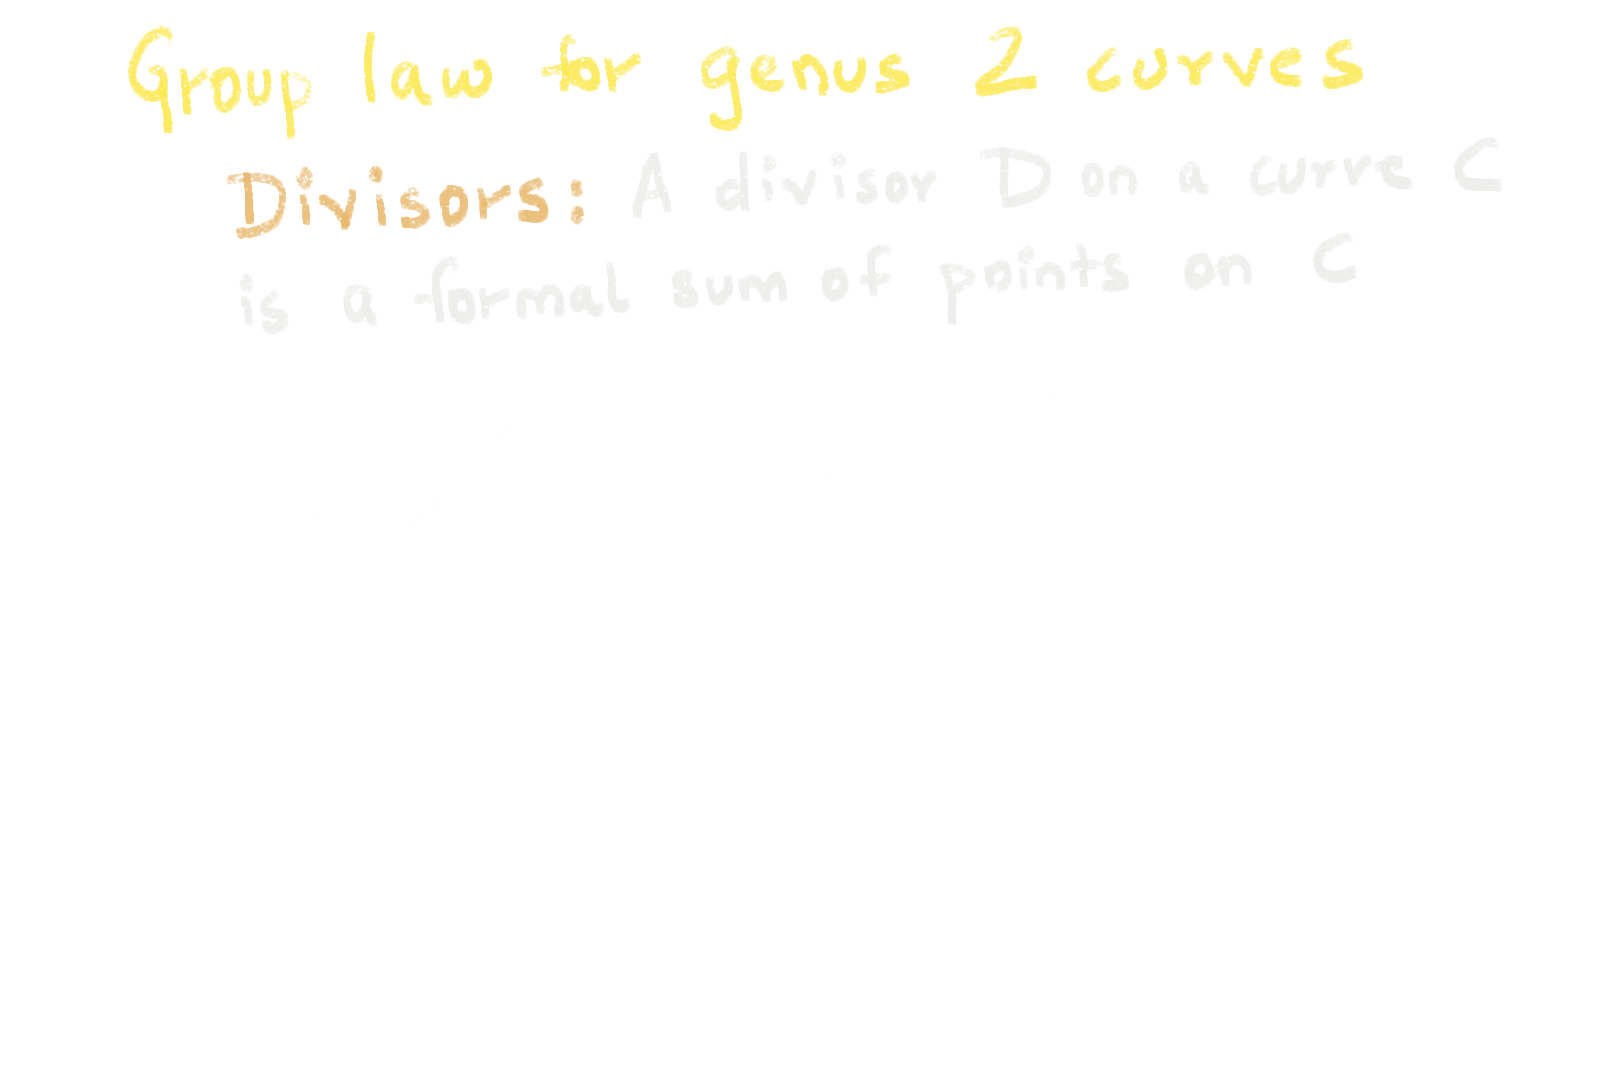 Group law for genus 2 curves
Divisors: A divisor D on a curve C
is a formal sum of points on C